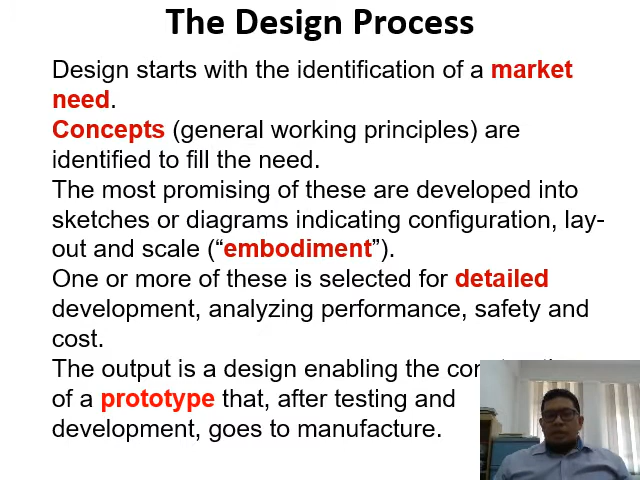 The Design Process
Design starts with the identification of a market
need.
Concepts (general working principles) are
identified to fill the need.
The most promising of these are developed into
sketches or diagrams indicating configuration, lay-
out and scale (“embodiment”).
One or more of these is selected for detailed
development, analyzing performance, safety and
cost.
The output is a design enabling the
of a prototype that, after testing and
development, goes to manufacture.